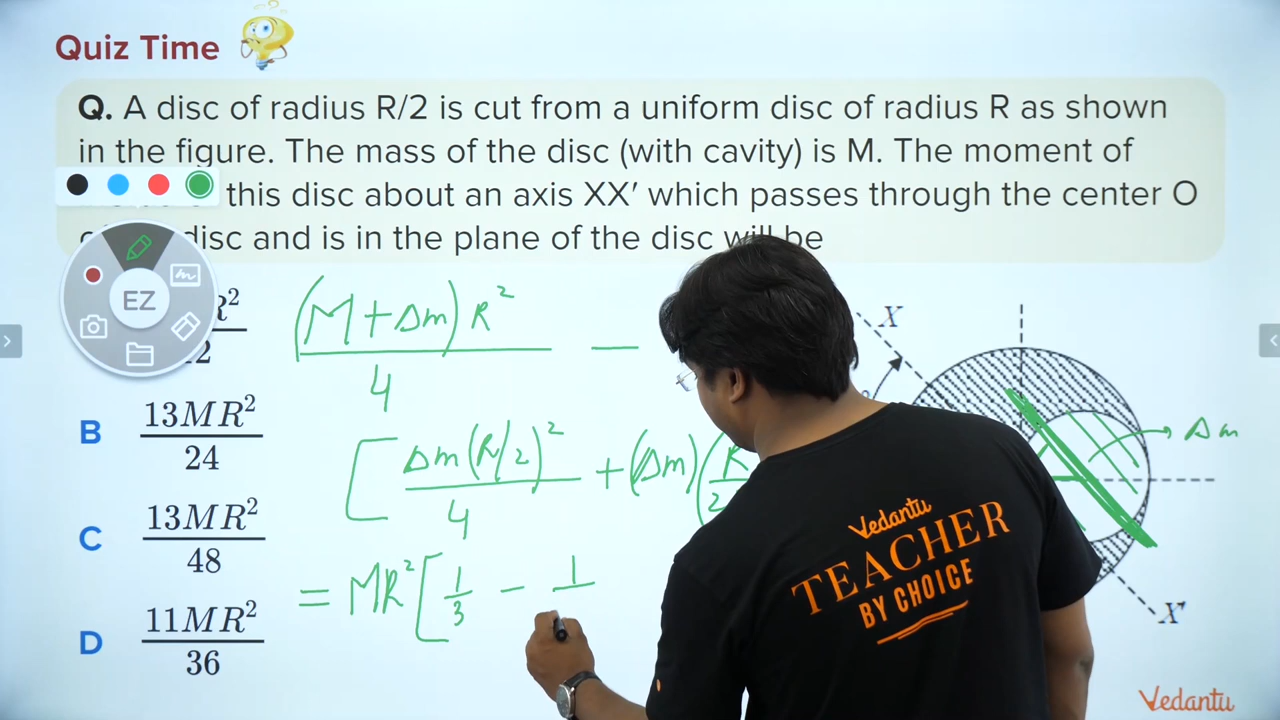 Quiz Time
Q. A disc of radius R/2 is cut from a uniform disc of radius R as shown
in the figure. The mass of the disc (with cavity) is M. The moment of
this disc about an axis XX′ which passes through the center O
disc and is in the plane of the disc will be
EZ
R²
2
B 13MR²/24
C 13MR²/48
D 11MR²/36
(M+Δm)R²/4 −
[Δm(R/2)²/4 + (Δm)(R/2
= MR²[1/3 − 1
X
Δm
X′
Vedantu
TEACHER
BY CHOICE
Vedantu